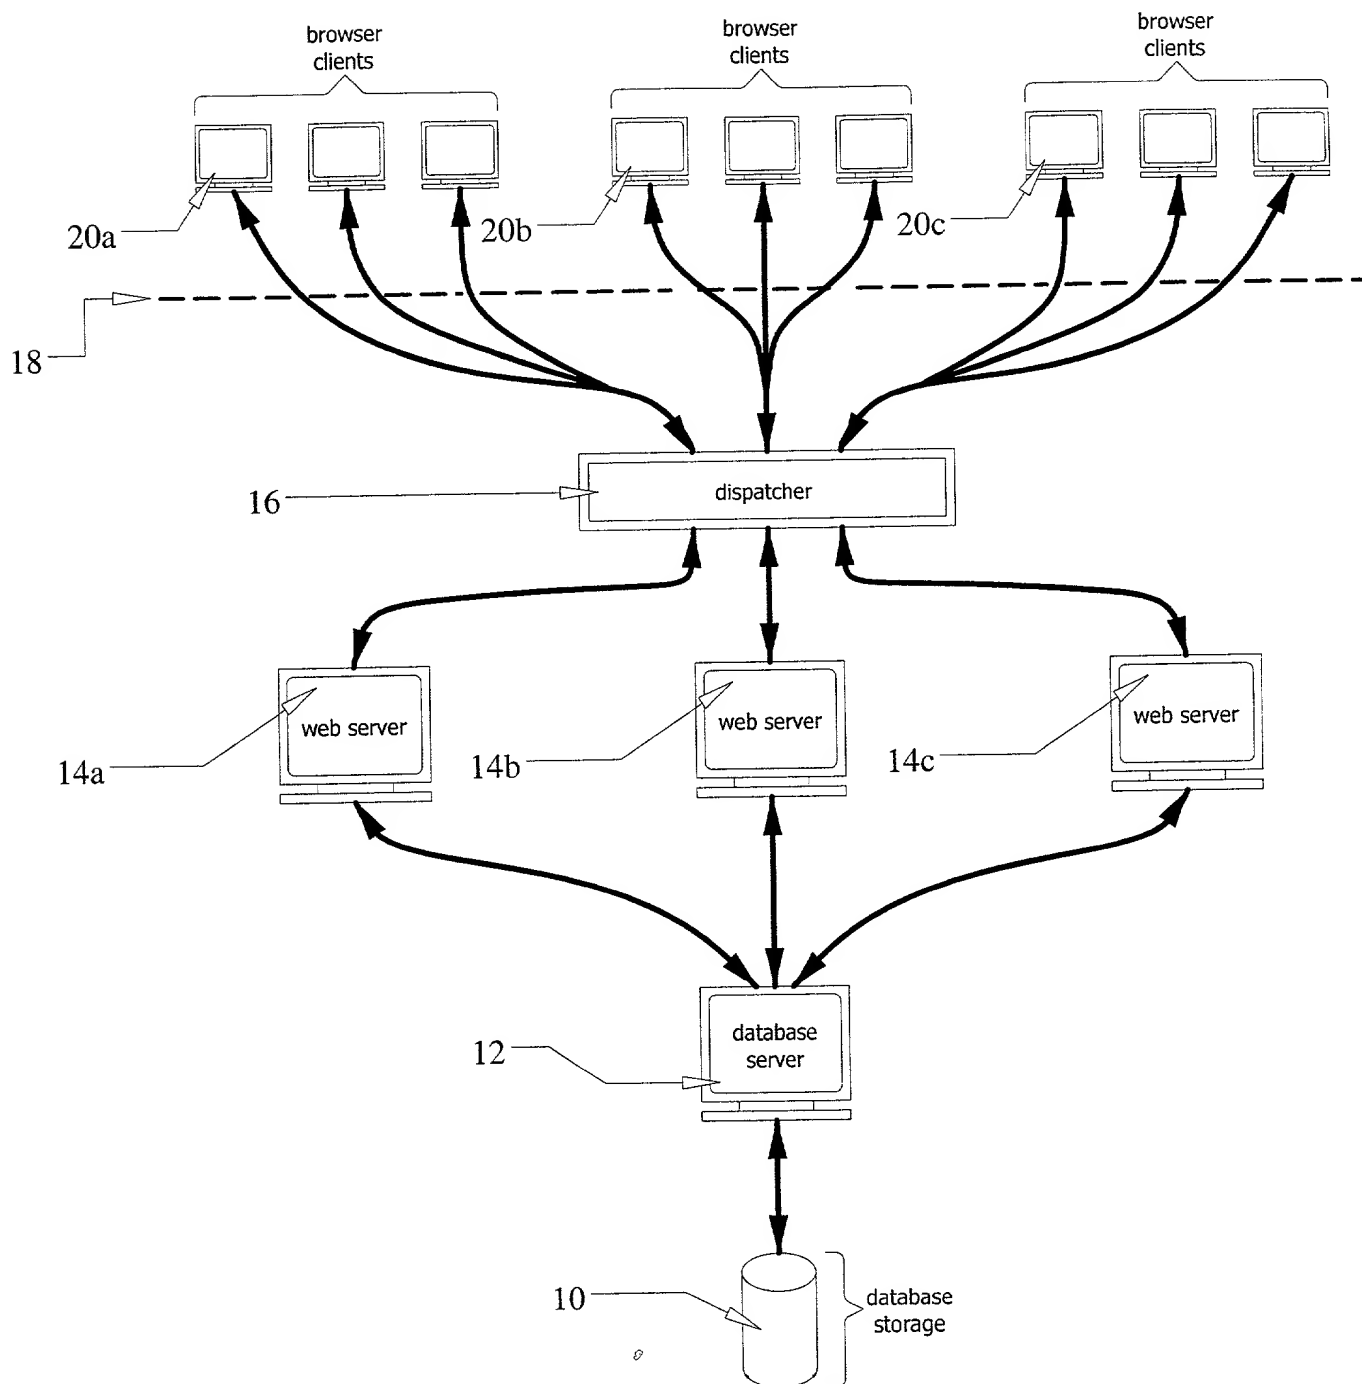 browser
clients
browser
clients
browser
clients
20a
20b
20c
18
16
dispatcher
web server
web server
web server
14a
14b
14c
database
server
12
10
database
storage